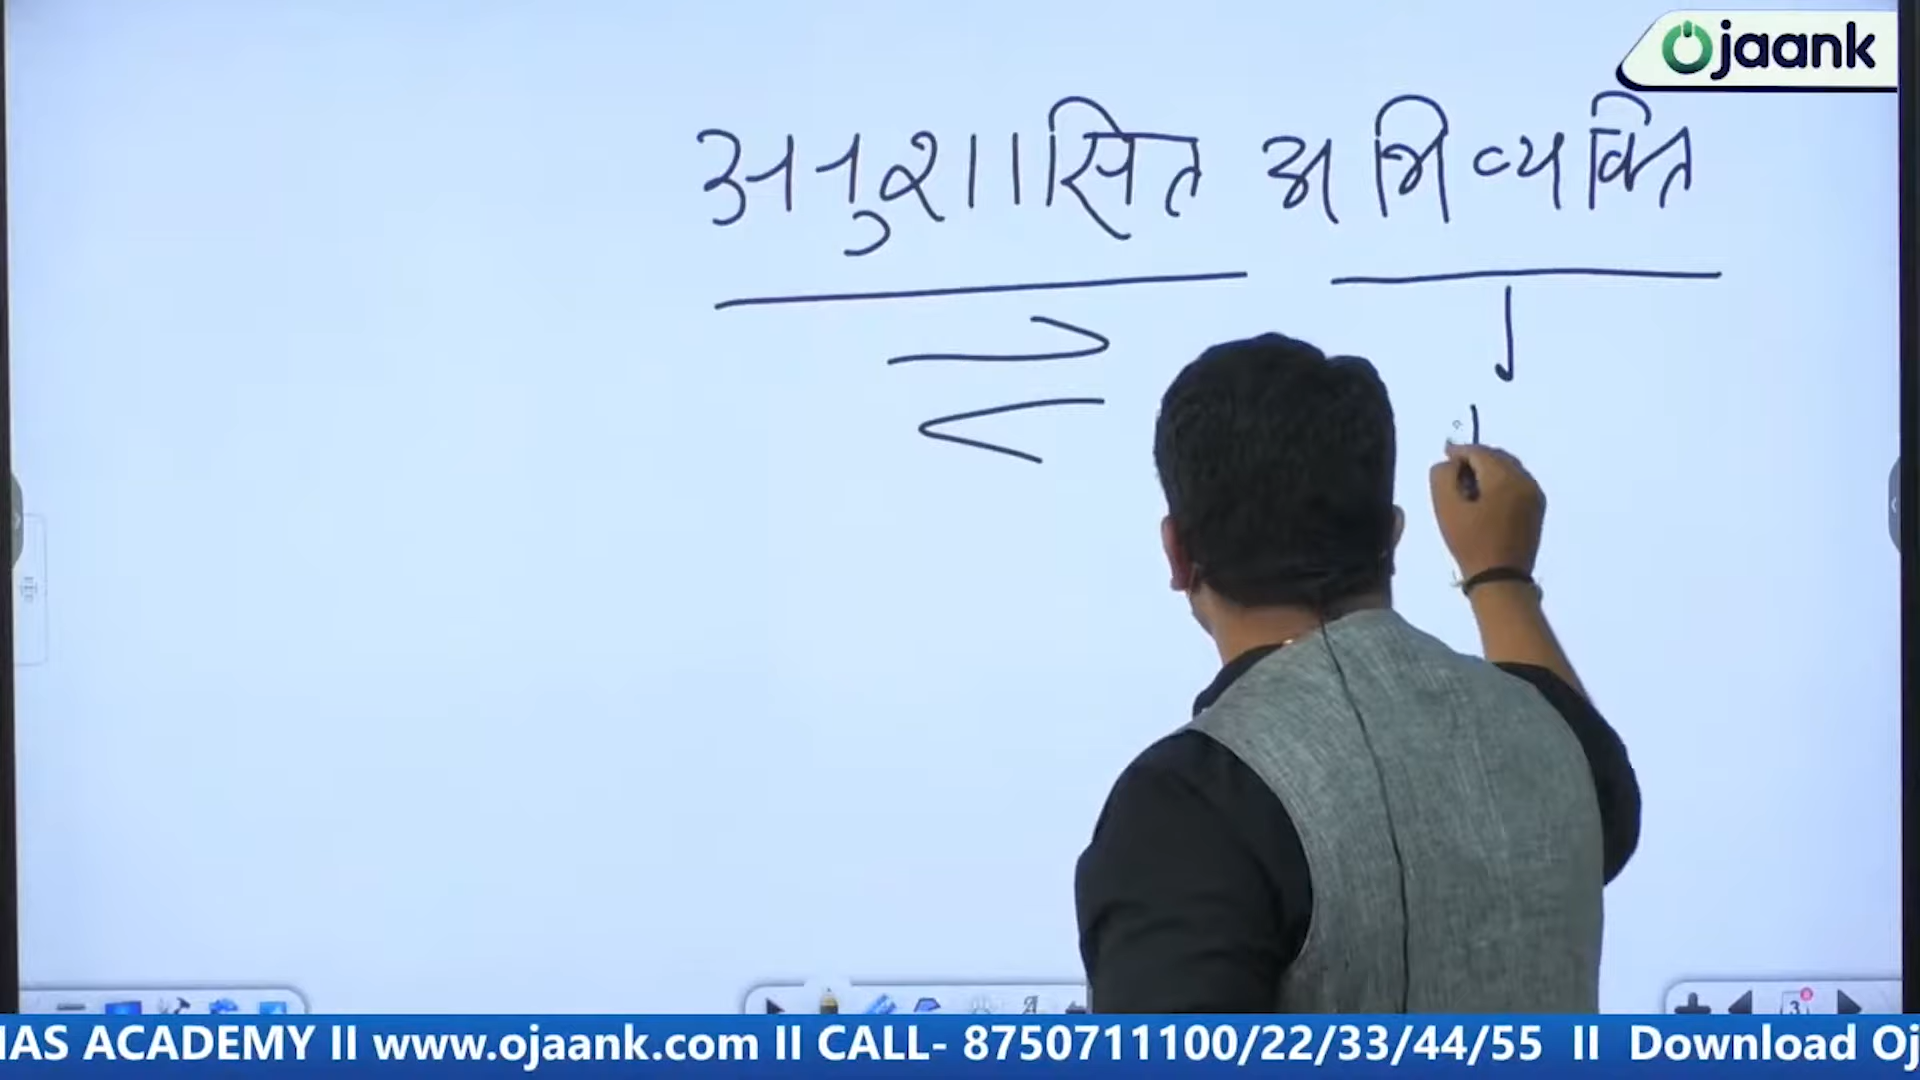 Ojaank
अनुशासित अभिव्यक्ति
3
IAS ACADEMY II www.ojaank.com II CALL- 8750711100/22/33/44/55 II Download Oj